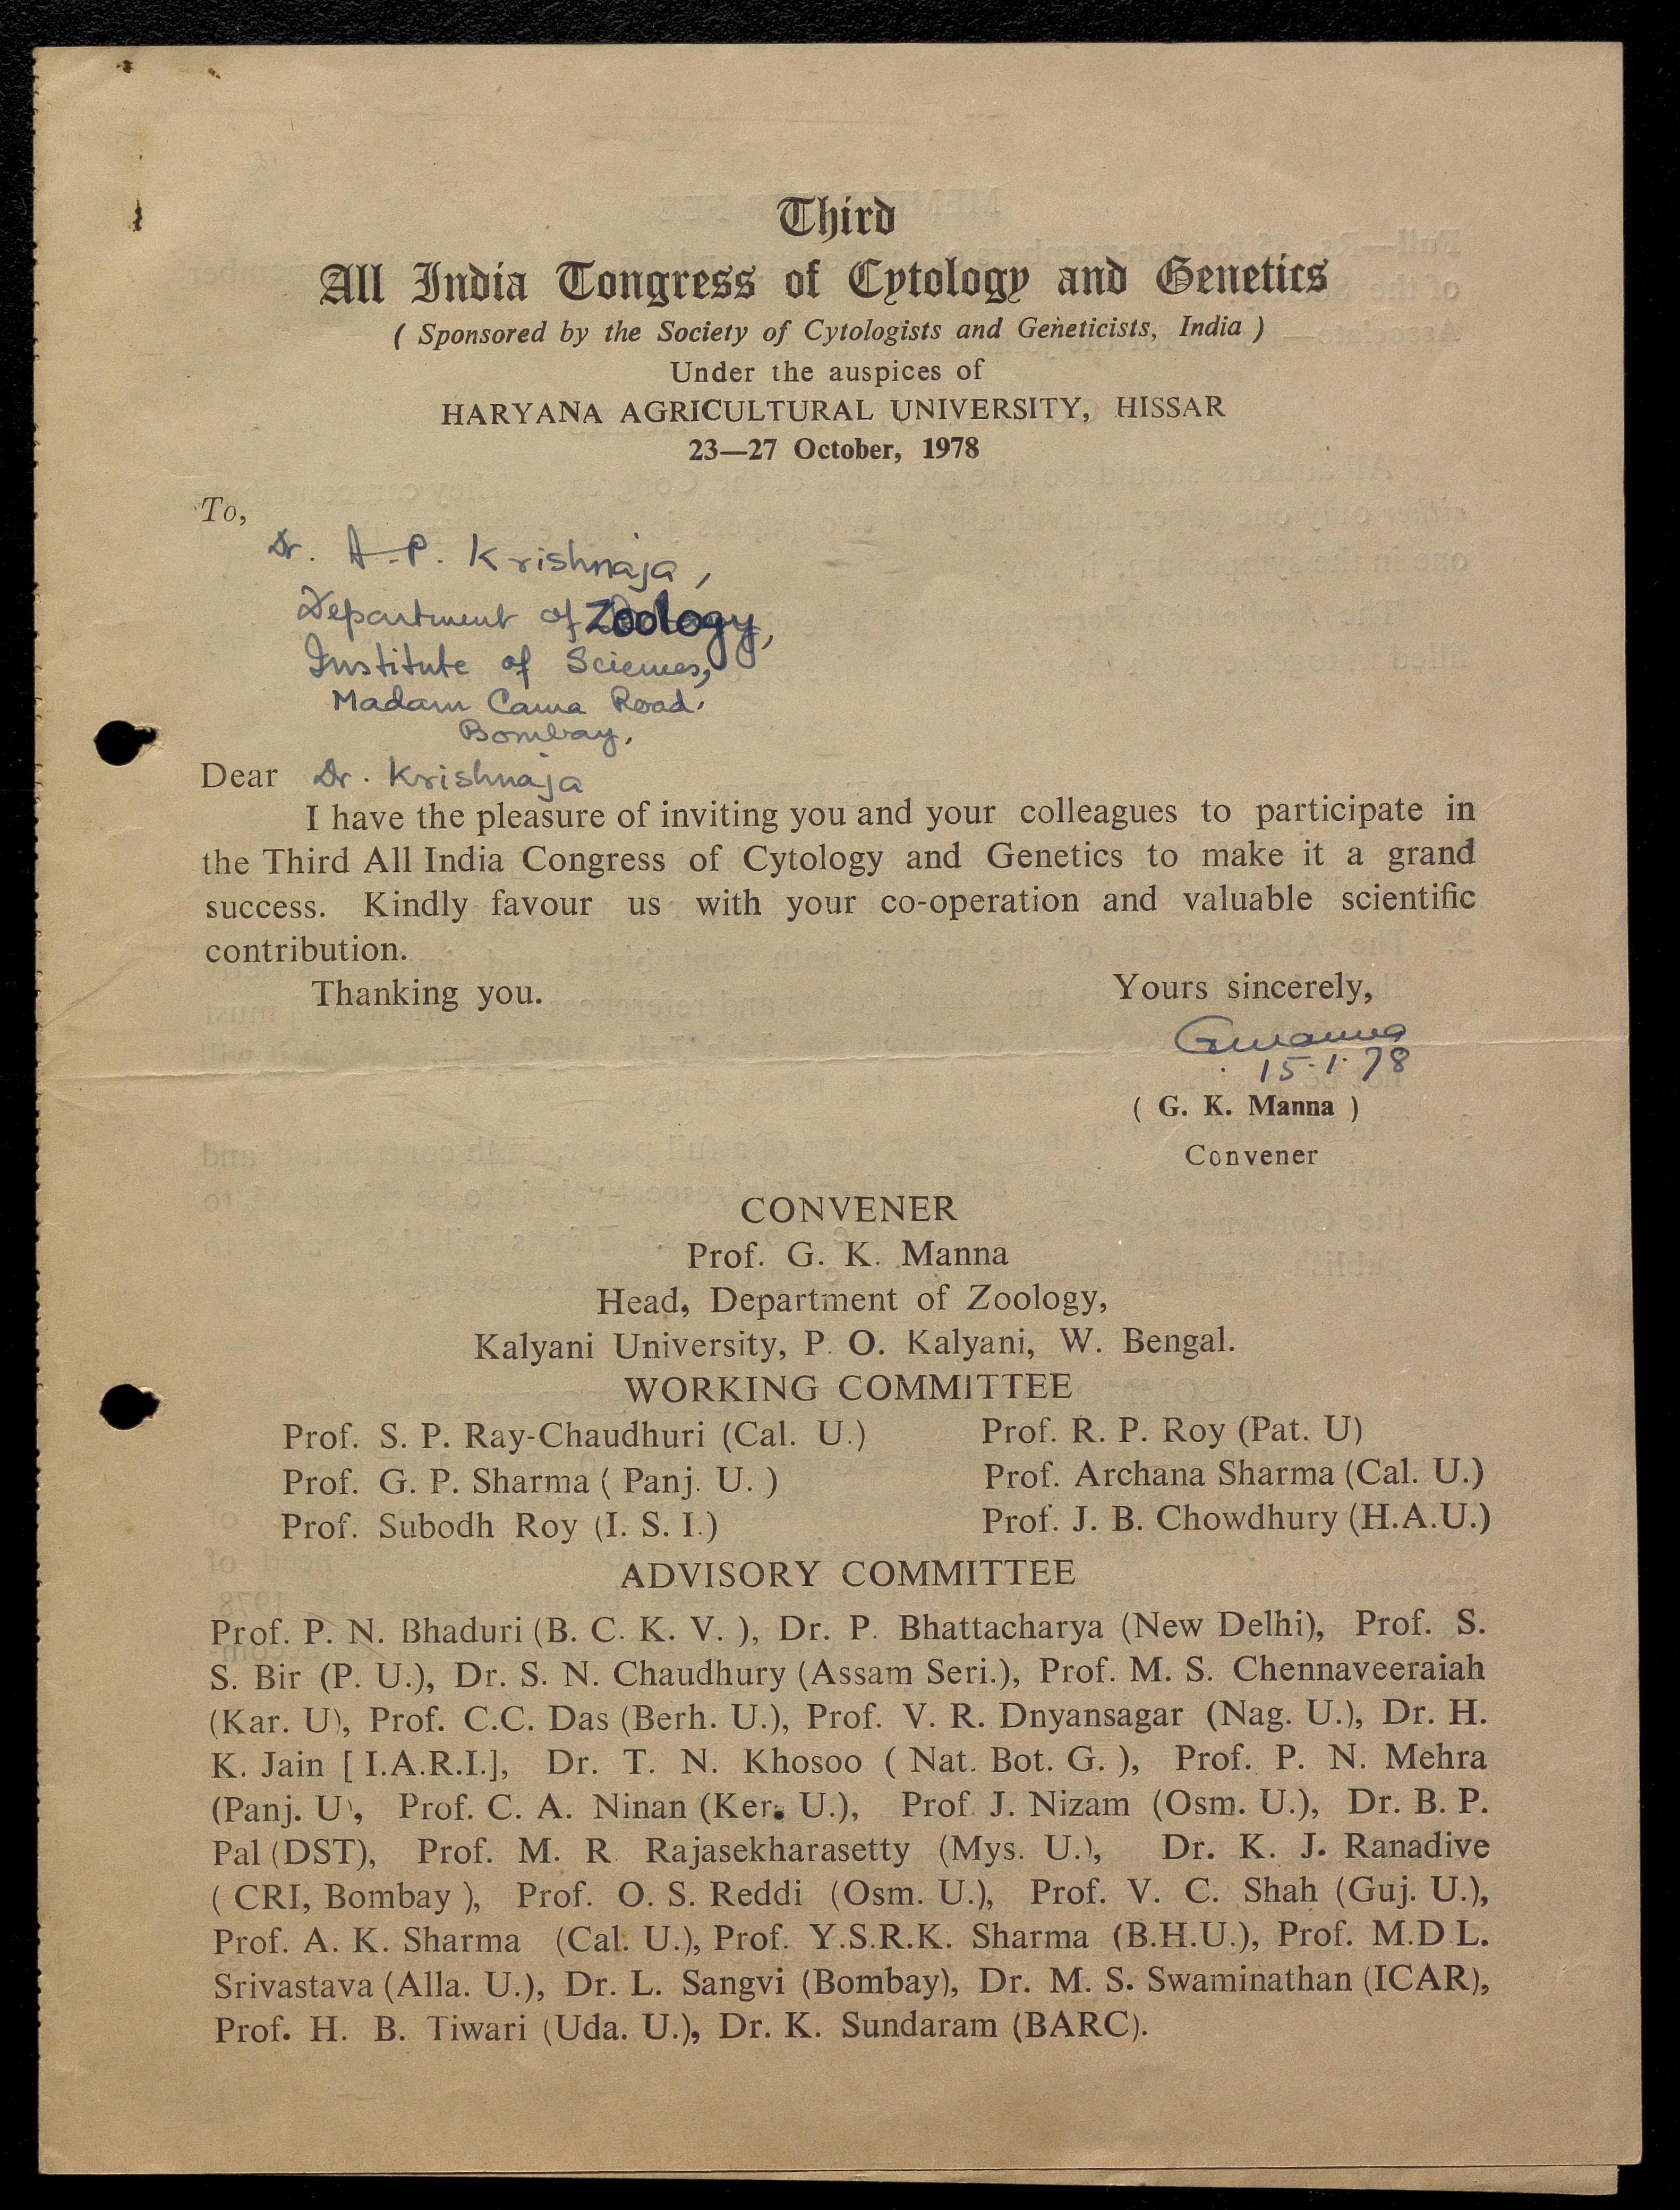 Third
All India Congress of Cytology and Genetics
( Sponsored by the Society of Cytologists and Geneticists, India )
Under the auspices of
HARYANA AGRICULTURAL UNIVERSITY, HISSAR
23—27 October, 1978
To,
Dr. A.P. Krishnaja,
Department of Zoology,
Institute of Sciences,
Madam Cama Road.
Bombay.
Dear Dr. Krishnaja
I have the pleasure of inviting you and your colleagues to participate in
the Third All India Congress of Cytology and Genetics to make it a grand
success. Kindly favour us with your co-operation and valuable scientific
contribution.
Thanking you. Yours sincerely,
GKManna
15.1.78
( G. K. Manna )
Convener
CONVENER
Prof. G. K. Manna
Head, Department of Zoology,
Kalyani University, P. O. Kalyani, W. Bengal.
WORKING COMMITTEE
Prof. S. P. Ray-Chaudhuri (Cal. U.) Prof. R. P. Roy (Pat. U)
Prof. G. P. Sharma ( Panj. U. ) Prof. Archana Sharma (Cal. U.)
Prof. Subodh Roy (I. S. I.) Prof. J. B. Chowdhury (H.A.U.)
ADVISORY COMMITTEE
Prof. P. N. Bhaduri (B. C. K. V. ), Dr. P. Bhattacharya (New Delhi), Prof. S.
S. Bir (P. U.), Dr. S. N. Chaudhury (Assam Seri.), Prof. M. S. Chennaveeraiah
(Kar. U), Prof. C.C. Das (Berh. U.), Prof. V. R. Dnyansagar (Nag. U.), Dr. H.
K. Jain [ I.A.R.I.], Dr. T. N. Khosoo ( Nat. Bot. G. ), Prof. P. N. Mehra
(Panj. U), Prof. C. A. Ninan (Ker. U.), Prof. J. Nizam (Osm. U.), Dr. B. P.
Pal (DST), Prof. M. R. Rajasekharasetty (Mys. U.), Dr. K. J. Ranadive
( CRI, Bombay ), Prof. O. S. Reddi (Osm. U.), Prof. V. C. Shah (Guj. U.),
Prof. A. K. Sharma (Cal. U.), Prof. Y.S.R.K. Sharma (B.H.U.), Prof. M.D.L.
Srivastava (Alla. U.), Dr. L. Sangvi (Bombay), Dr. M. S. Swaminathan (ICAR),
Prof. H. B. Tiwari (Uda. U.), Dr. K. Sundaram (BARC).